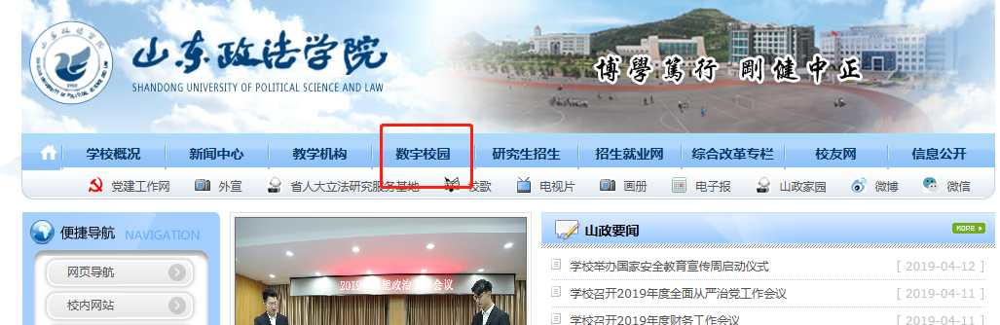 山东政法学院
SHANDONG UNIVERSITY OF POLITICAL SCIENCE AND LAW
博學篤行 剛健中正
学校概况 新闻中心 教学机构 数字校园 研究生招生 招生就业网 综合改革专栏 校友网 信息公开
党建工作网 外宣 省人大立法研究服务基地 校歌 电视片 画册 电子报 山政家园 微博 微信
便捷导航 NAVIGATION
网页导航
校内网站
山政要闻 MORE
学校举办国家安全教育宣传周启动仪式 [ 2019-04-12 ]
学校召开2019年度全面从严治党工作会议 [ 2019-04-11 ]
学校召开2019年度财务工作会议 [ 2019-04-11 ]